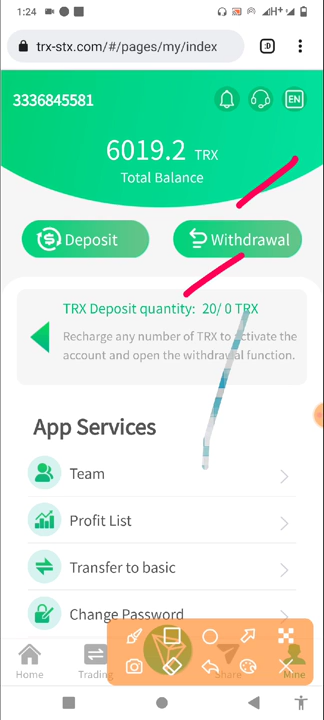 1:24
H+
trx-stx.com/#/pages/my/index
:D
3336845581
EN
6019.2 TRX
Total Balance
Deposit
Withdrawal
TRX Deposit quantity: 20/ 0 TRX
Recharge any number of TRX to activate the
account and open the withdrawal function.
App Services
Team
Profit List
Transfer to basic
Change Password
Home
Trading
Share
Mine